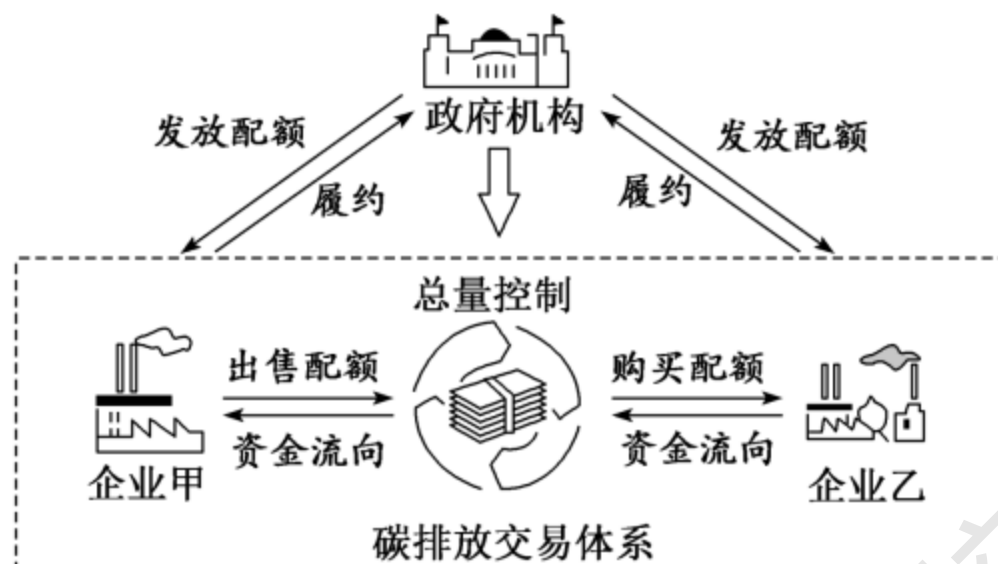 政府机构
发放配额
发放配额
履约
履约
总量控制
出售配额
购买配额
资金流向
资金流向
企业甲
企业乙
碳排放交易体系